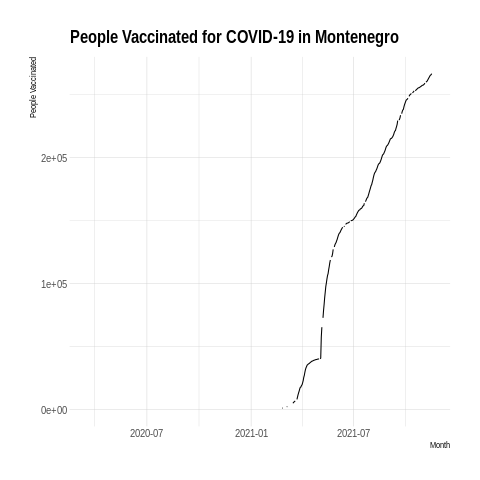 People Vaccinated for COVID-19 in Montenegro
People Vaccinated
2e+05
1e+05
0e+00
2020-07 2021-01 2021-07
Month